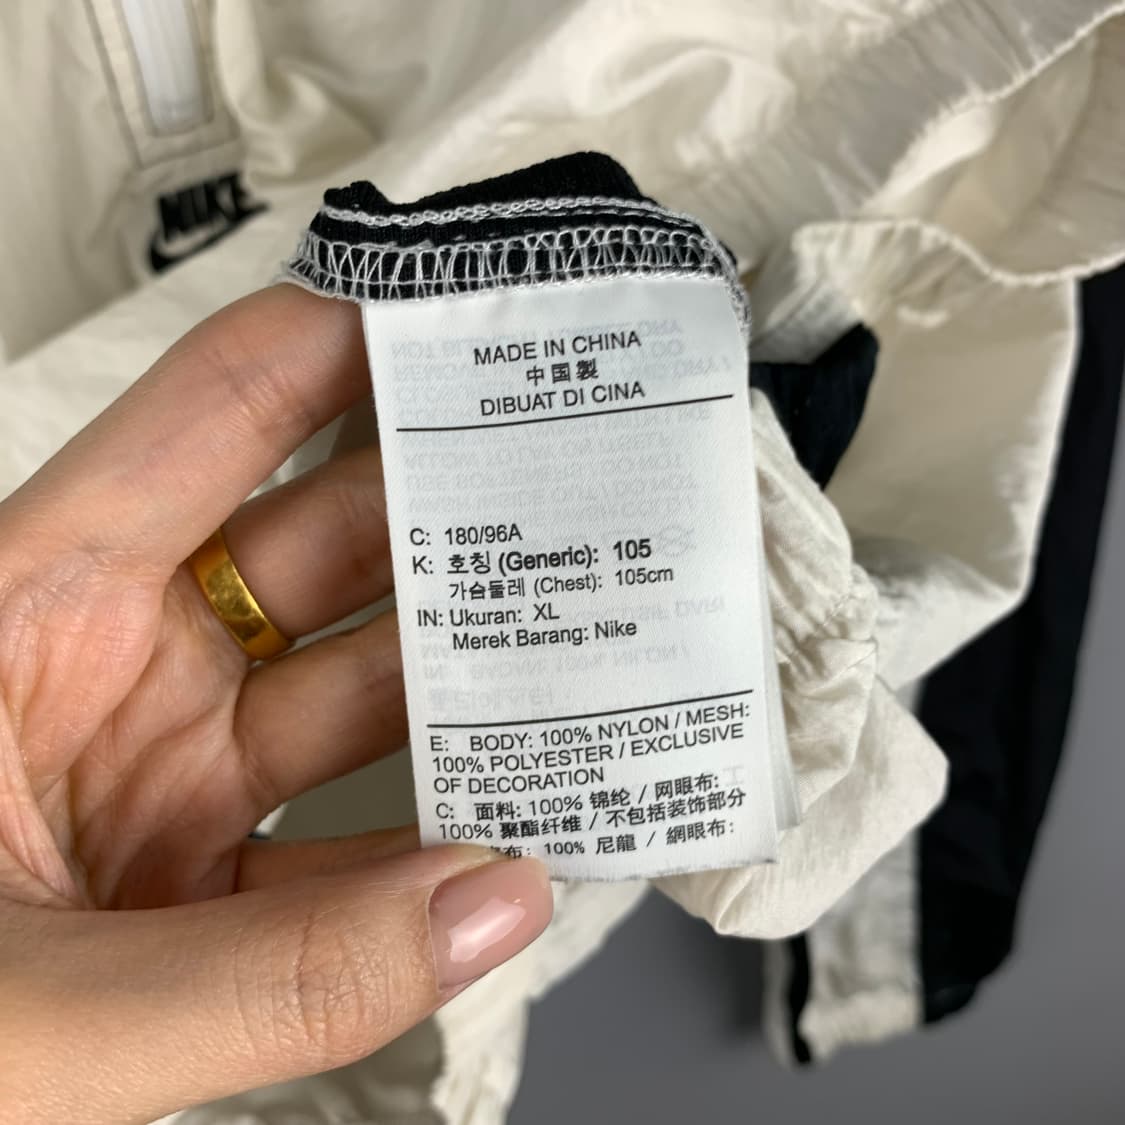 NIKE
MADE IN CHINA
中国製
DIBUAT DI CINA
C: 180/96A
K: 호칭 (Generic): 105
가슴둘레 (Chest): 105cm
IN: Ukuran: XL
Merek Barang: Nike
E: BODY: 100% NYLON / MESH:
100% POLYESTER / EXCLUSIVE
OF DECORATION
C: 面料: 100% 锦纶 / 网眼布:
100% 聚酯纤维 / 不包括装饰部分
布: 100% 尼龍 / 網眼布: